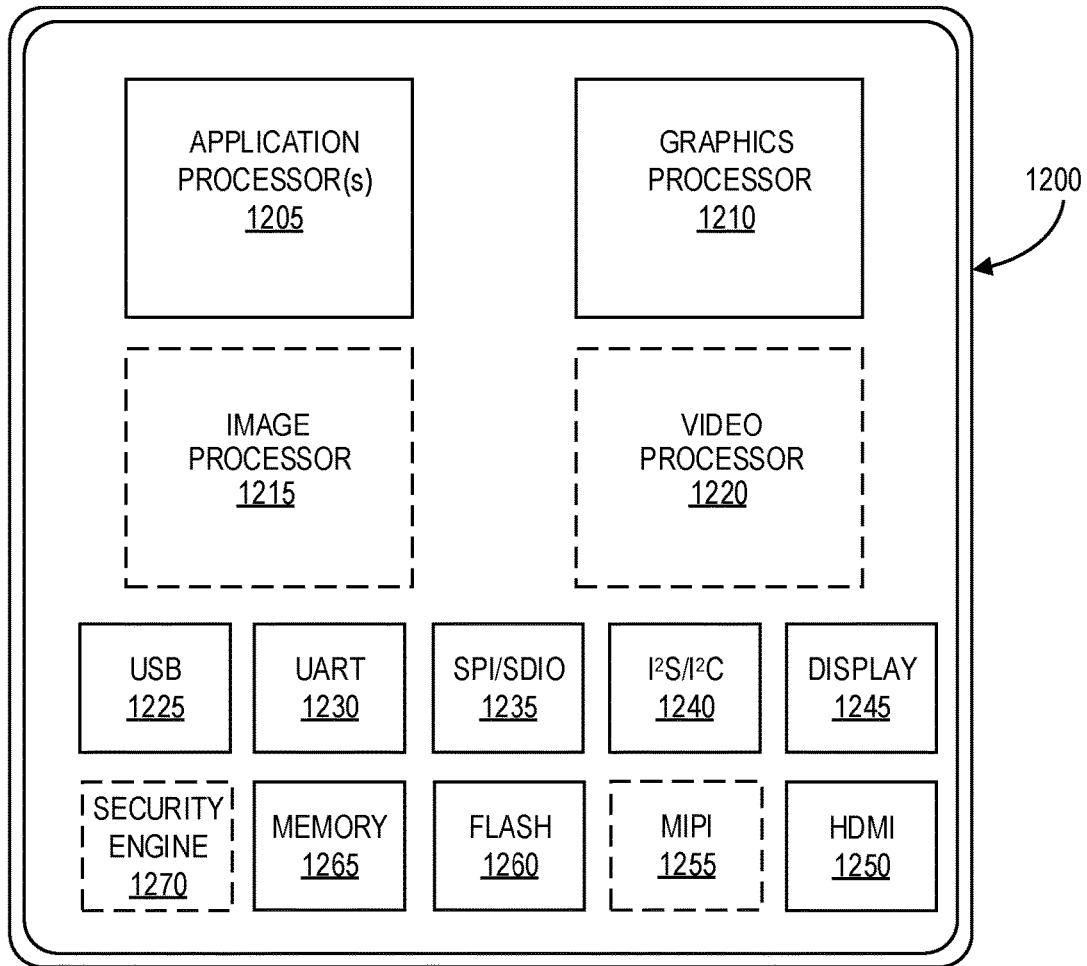 APPLICATION
PROCESSOR(s)
1205
GRAPHICS
PROCESSOR
1210
1200
IMAGE
PROCESSOR
1215
VIDEO
PROCESSOR
1220
USB
1225
UART
1230
SPI/SDIO
1235
I²S/I²C
1240
DISPLAY
1245
SECURITY
ENGINE
1270
MEMORY
1265
FLASH
1260
MIPI
1255
HDMI
1250